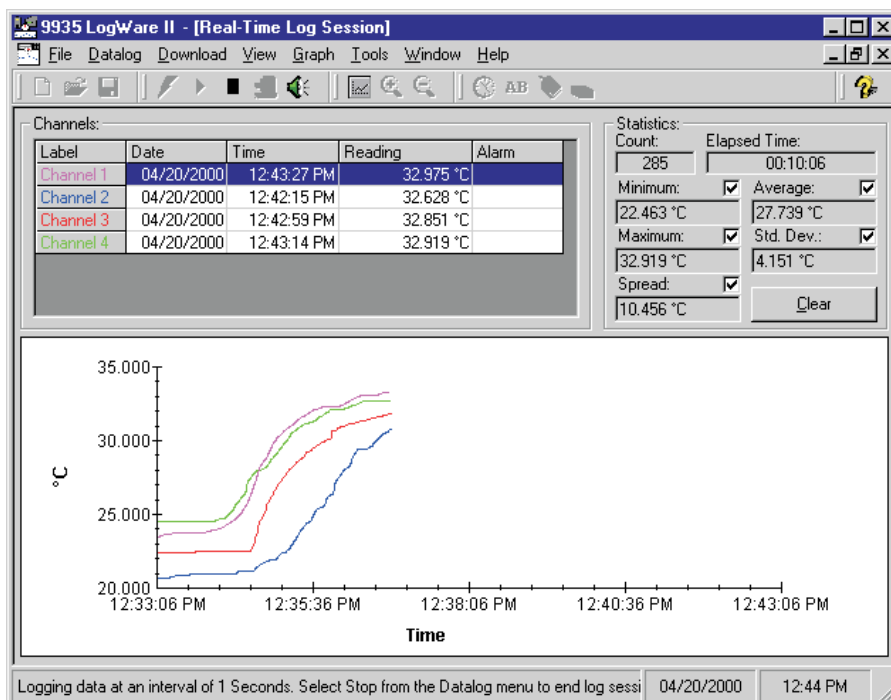 9935 LogWare II - [Real-Time Log Session]
File Datalog Download View Graph Tools Window Help
AB
Channels:
Label Date Time Reading Alarm
Channel 1 04/20/2000 12:43:27 PM 32.975 °C
Channel 2 04/20/2000 12:42:15 PM 32.628 °C
Channel 3 04/20/2000 12:42:59 PM 32.851 °C
Channel 4 04/20/2000 12:43:14 PM 32.919 °C
Statistics:
Count: Elapsed Time:
285 00:10:06
Minimum: Average:
22.463 °C 27.739 °C
Maximum: Std. Dev.:
32.919 °C 4.151 °C
Spread:
10.456 °C Clear
35.000
30.000
°C
25.000
20.000
12:33:06 PM 12:35:36 PM 12:38:06 PM 12:40:36 PM 12:43:06 PM
Time
Logging data at an interval of 1 Seconds. Select Stop from the Datalog menu to end log sessi 04/20/2000 12:44 PM